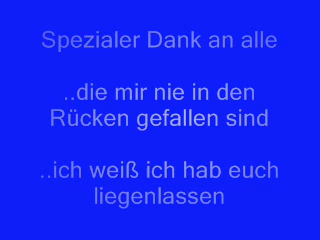 Spezialer Dank an alle
..die mir nie in den
Rücken gefallen sind
..ich weiß ich hab euch
liegenlassen